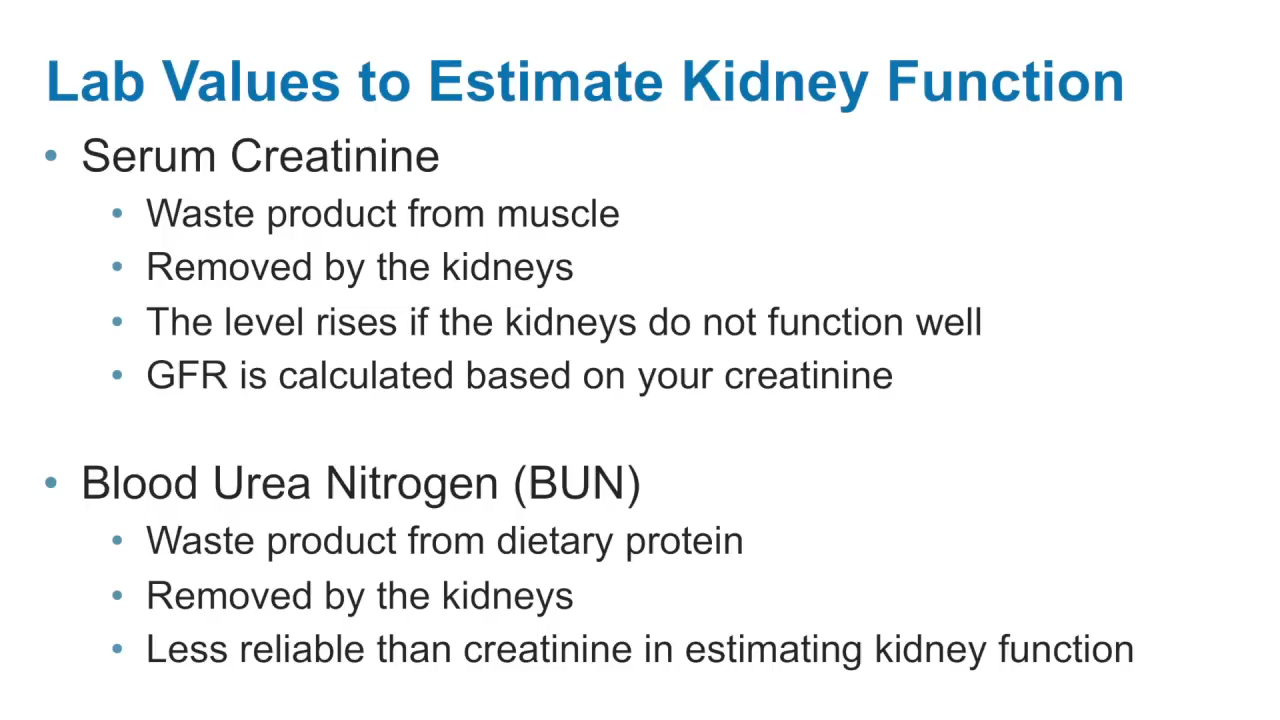 Lab Values to Estimate Kidney Function
• Serum Creatinine
• Waste product from muscle
• Removed by the kidneys
• The level rises if the kidneys do not function well
• GFR is calculated based on your creatinine
• Blood Urea Nitrogen (BUN)
• Waste product from dietary protein
• Removed by the kidneys
• Less reliable than creatinine in estimating kidney function